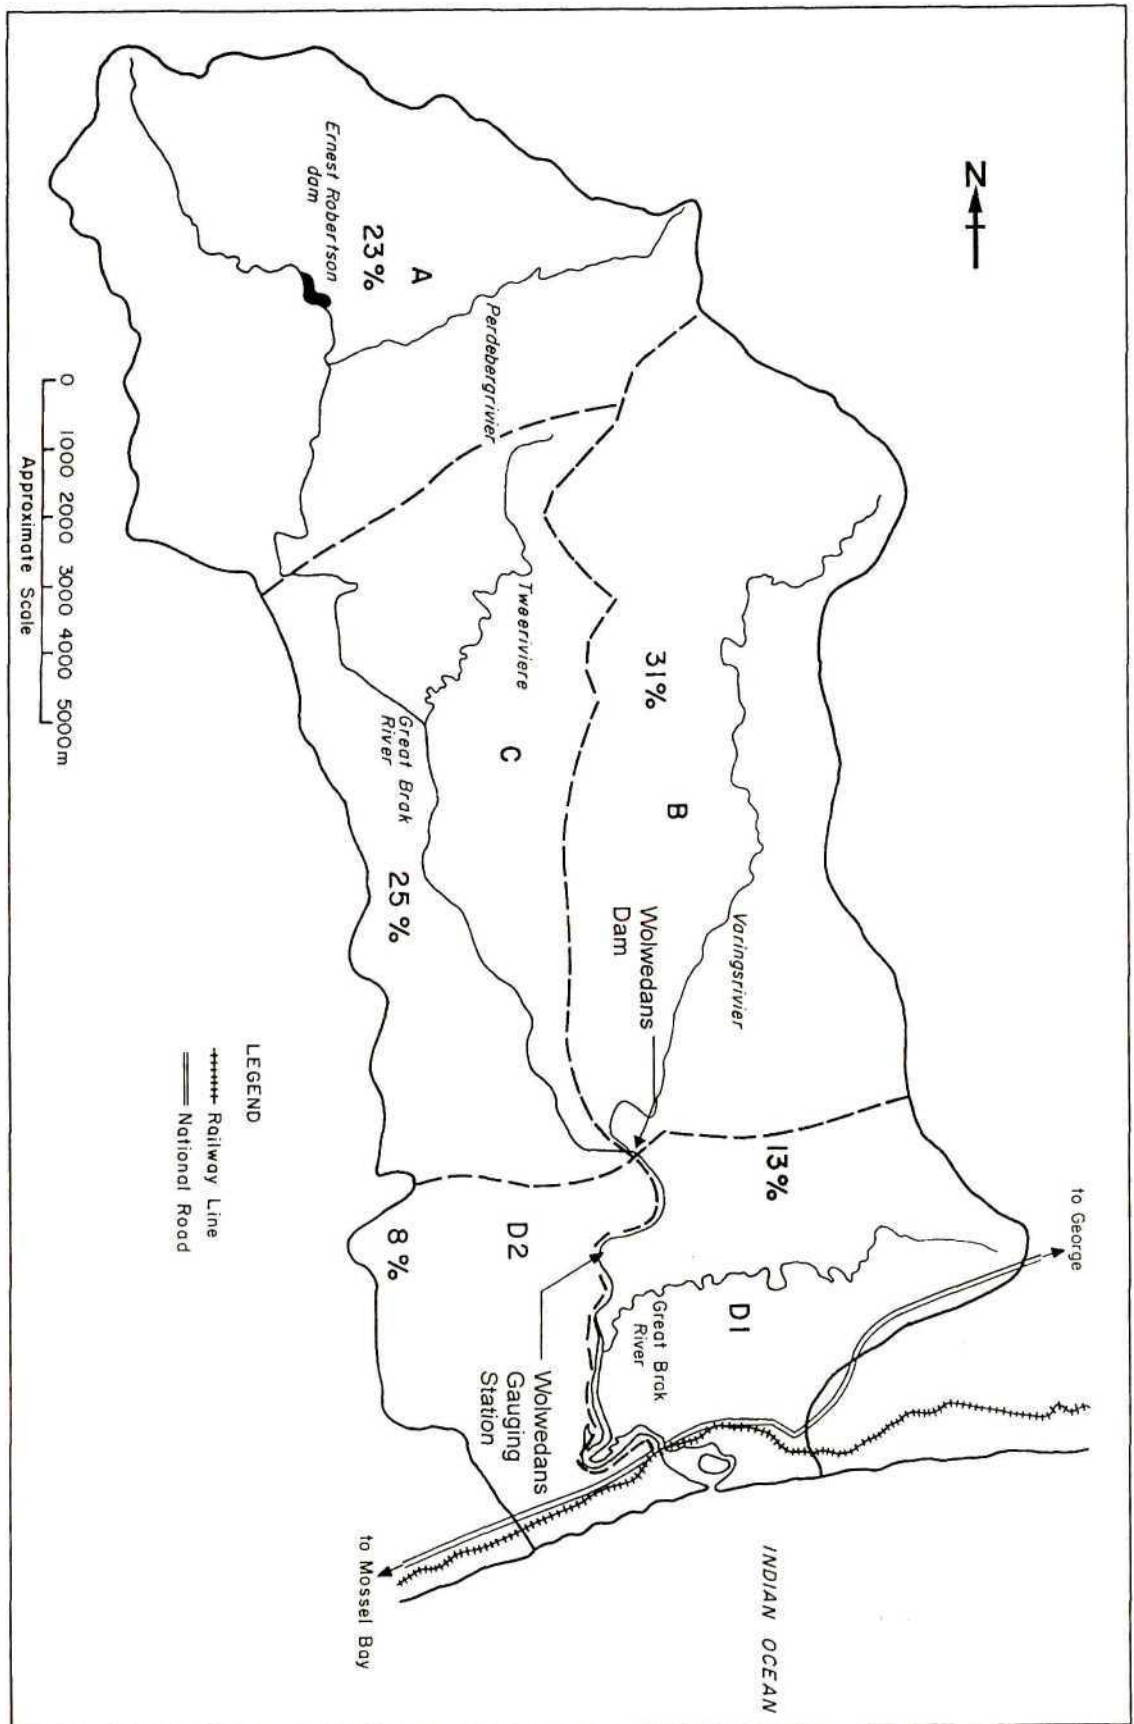 N
Ernest Robertson
dam
23%
A
Perdebergrivier
0 1000 2000 3000 4000 5000m
Approximate Scale
Tweeriviere
31%
C
B
Great Brak
River
25%
Wolwedans
Dam
Varingsrivier
LEGEND
Railway Line
National Road
13%
to George
D2
8%
D1
Great Brak
River
Wolwedans
Gauging
Station
to Mossel Bay
INDIAN OCEAN